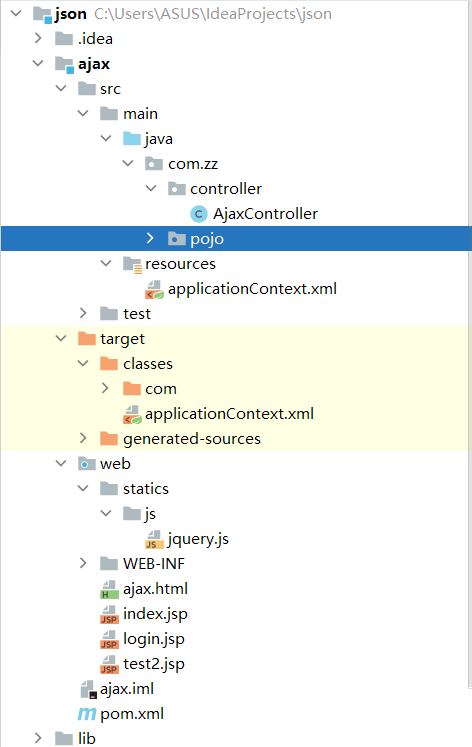 json C:\Users\ASUS\IdeaProjects\json
.idea
ajax
src
main
java
com.zz
controller
C AjaxController
pojo
resources
applicationContext.xml
test
target
classes
com
applicationContext.xml
generated-sources
web
statics
js
JS jquery.js
WEB-INF
H ajax.html
JSP index.jsp
JSP login.jsp
JSP test2.jsp
ajax.iml
m pom.xml
lib